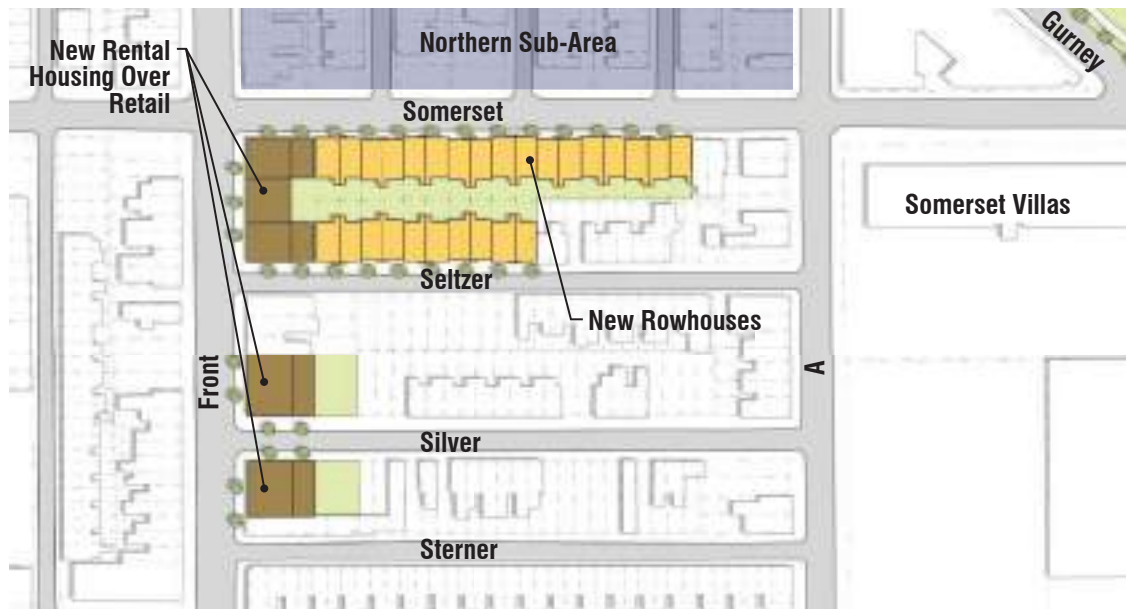 New Rental
Housing Over
Retail
Northern Sub-Area
Gurney
Somerset
Somerset Villas
Seltzer
New Rowhouses
Front
A
Silver
Sterner